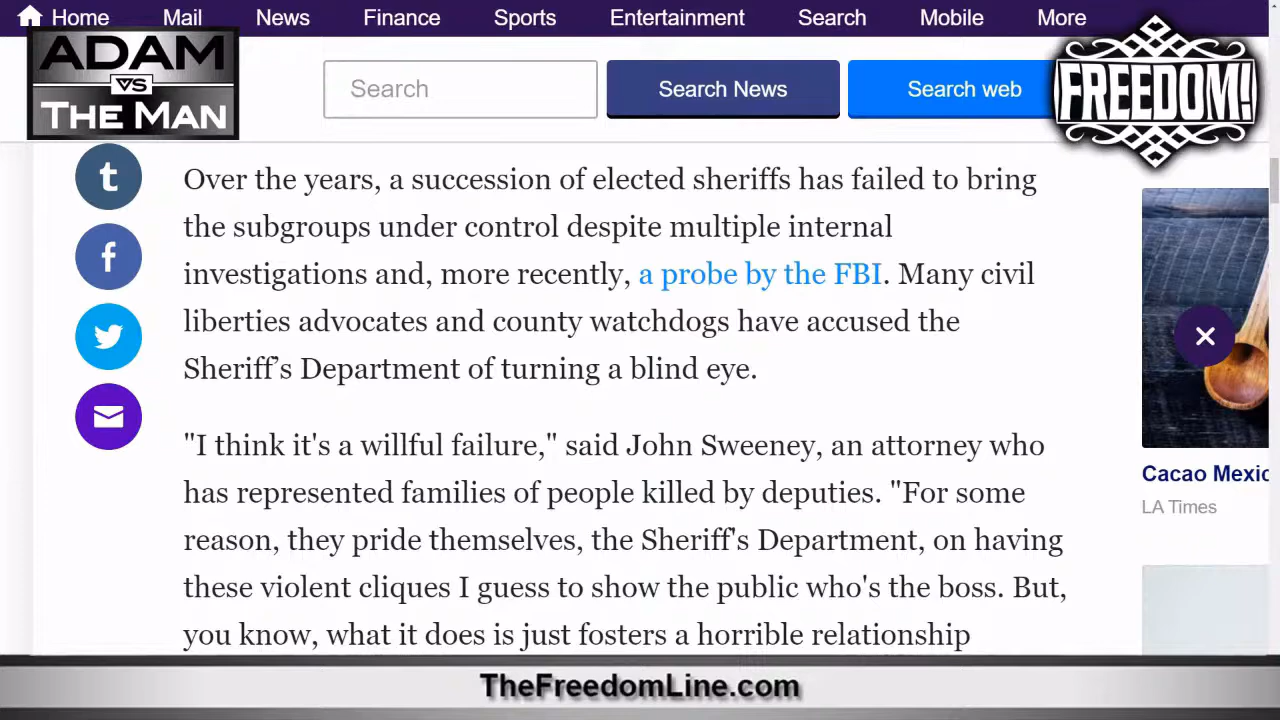 Home Mail News Finance Sports Entertainment Search Mobile More
ADAM
VS
THE MAN
Search
Search News
Search web
FREEDOM!
t
f
Over the years, a succession of elected sheriffs has failed to bring
the subgroups under control despite multiple internal
investigations and, more recently, a probe by the FBI. Many civil
liberties advocates and county watchdogs have accused the
Sheriff’s Department of turning a blind eye.
"I think it's a willful failure," said John Sweeney, an attorney who
has represented families of people killed by deputies. "For some
reason, they pride themselves, the Sheriff's Department, on having
these violent cliques I guess to show the public who's the boss. But,
you know, what it does is just fosters a horrible relationship
Cacao Mexic
LA Times
TheFreedomLine.com